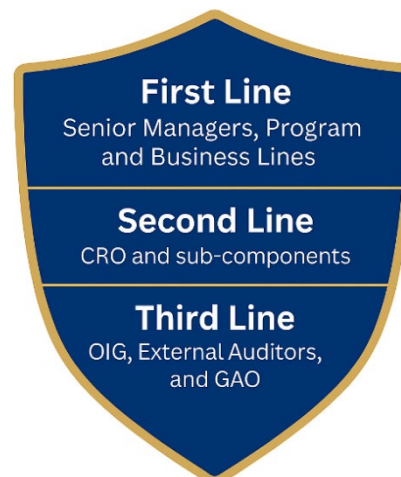 First Line
Senior Managers, Program
and Business Lines
Second Line
CRO and sub-components
Third Line
OIG, External Auditors,
and GAO